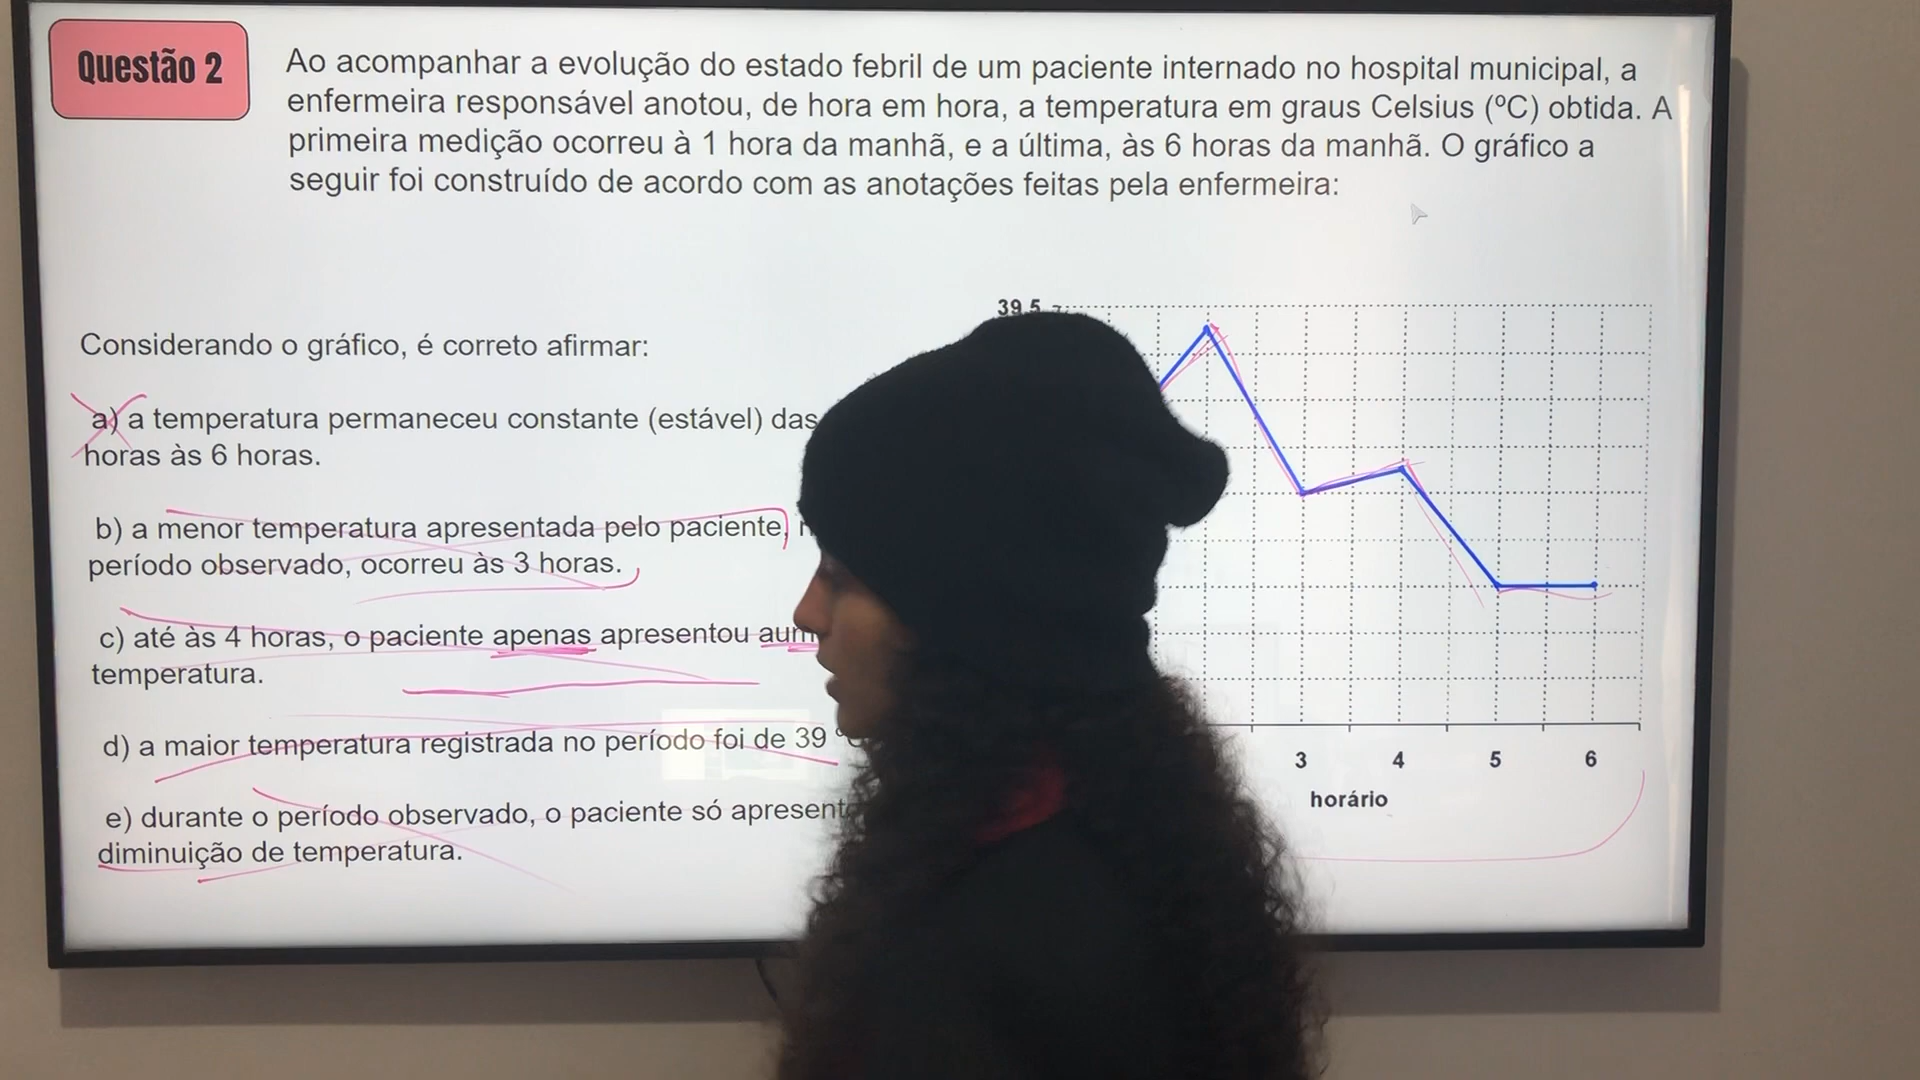 Questão 2
Ao acompanhar a evolução do estado febril de um paciente internado no hospital municipal, a
enfermeira responsável anotou, de hora em hora, a temperatura em graus Celsius (ºC) obtida. A
primeira medição ocorreu à 1 hora da manhã, e a última, às 6 horas da manhã. O gráfico a
seguir foi construído de acordo com as anotações feitas pela enfermeira:
Considerando o gráfico, é correto afirmar:
a) a temperatura permaneceu constante (estável) das
horas às 6 horas.
b) a menor temperatura apresentada pelo paciente,
período observado, ocorreu às 3 horas.
c) até às 4 horas, o paciente apenas apresentou
temperatura.
d) a maior temperatura registrada no período foi de 39
e) durante o período observado, o paciente só
diminuição de temperatura.
39,5
3 4 5 6
horário